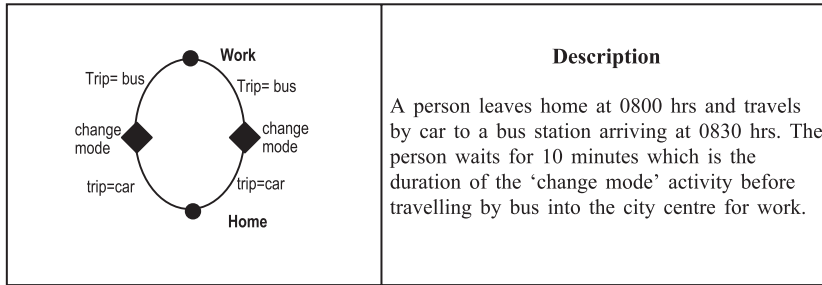 Work
Trip= bus
Trip= bus
change
mode
change
mode
trip=car
trip=car
Home
Description
A person leaves home at 0800 hrs and travels
by car to a bus station arriving at 0830 hrs. The
person waits for 10 minutes which is the
duration of the ‘change mode’ activity before
travelling by bus into the city centre for work.